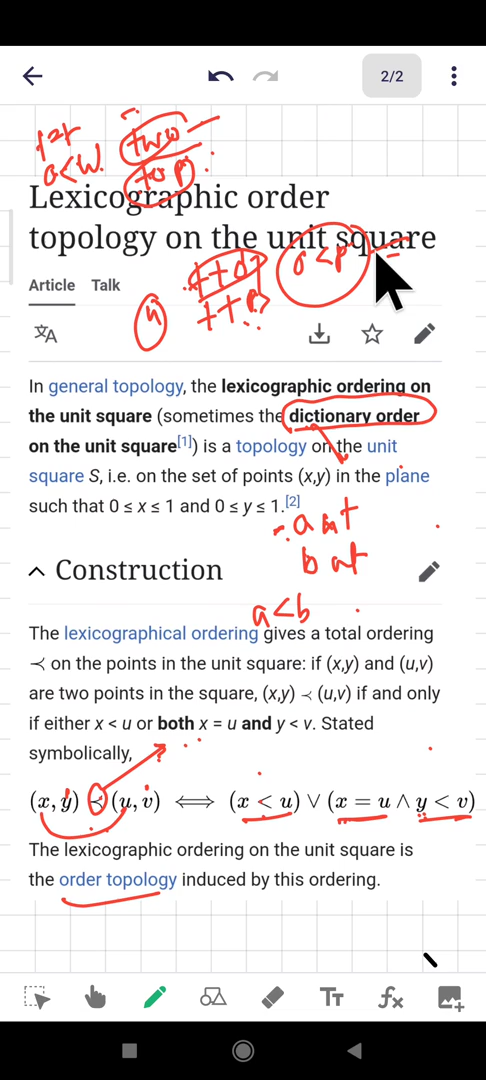 2/2
1st
a<w.
two
top
Lexicographic order
topology on the unit square
o<p
Article Talk
In general topology, the lexicographic ordering on
the unit square (sometimes the dictionary order
on the unit square[1]) is a topology on the unit
square S, i.e. on the set of points (x,y) in the plane
such that 0 ≤ x ≤ 1 and 0 ≤ y ≤ 1.[2]
b at
Construction
a<b
The lexicographical ordering gives a total ordering
≺ on the points in the unit square: if (x,y) and (u,v)
are two points in the square, (x,y) ≺ (u,v) if and only
if either x < u or both x = u and y < v. Stated
symbolically,
(x, y) ≺ (u, v) ⟺ (x < u) ∨ (x = u ∧ y < v)
The lexicographic ordering on the unit square is
the order topology induced by this ordering.
Tт fx